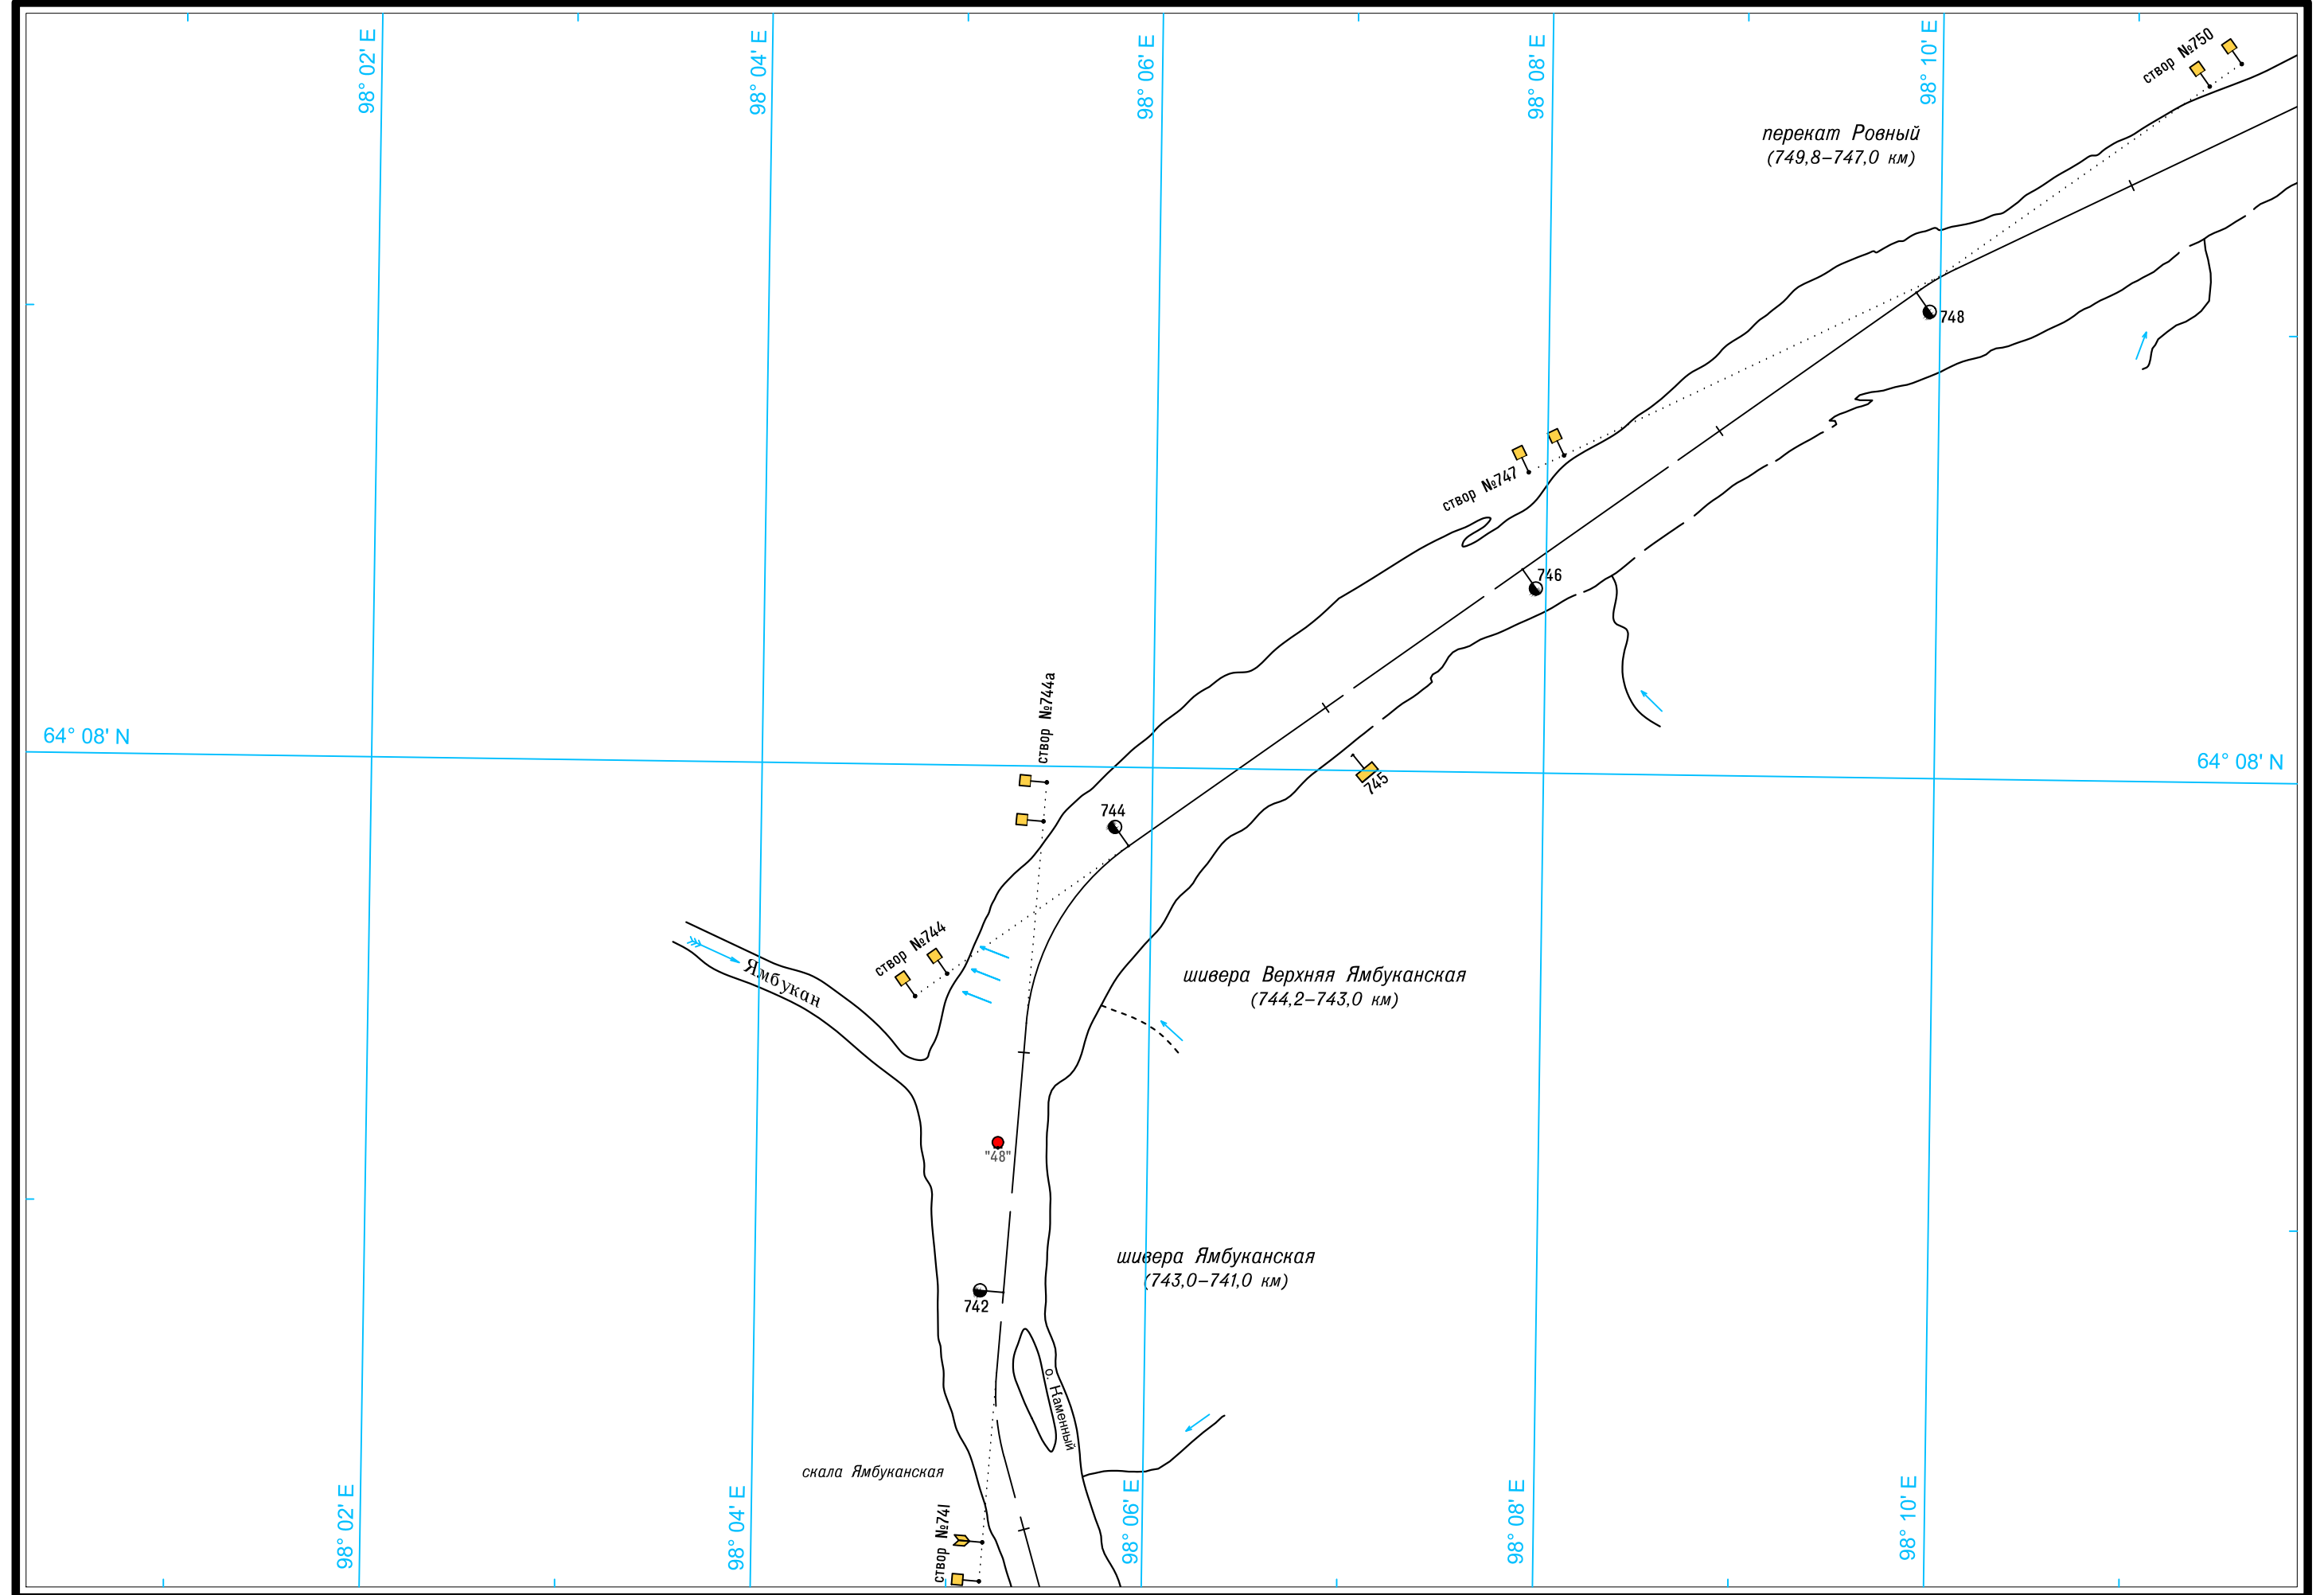 98° 02' E
98° 04' E
98° 06' E
98° 08' E
98° 10' E
створ №750
перекат Ровный
(749,8–747,0 км)
748
створ №747
746
створ №744а
64° 08' N
64° 08' N
1
745
744
створ №744
Ямбукан
шивера Верхняя Ямбуканская
(744,2–743,0 км)
"48"
шивера Ямбуканская
(743,0–741,0 км)
742
о. Каменный
скала Ямбуканская
створ №741
98° 02' E
98° 04' E
98° 06' E
98° 08' E
98° 10' E